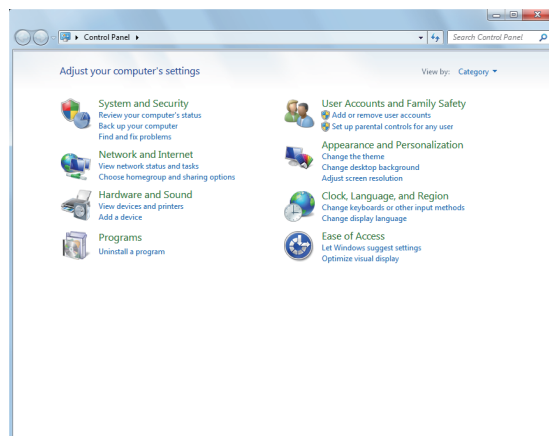 Control Panel
Search Control Panel
Adjust your computer's settings
View by: Category
System and Security
Review your computer's status
Back up your computer
Find and fix problems
Network and Internet
View network status and tasks
Choose homegroup and sharing options
Hardware and Sound
View devices and printers
Add a device
Programs
Uninstall a program
User Accounts and Family Safety
Add or remove user accounts
Set up parental controls for any user
Appearance and Personalization
Change the theme
Change desktop background
Adjust screen resolution
Clock, Language, and Region
Change keyboards or other input methods
Change display language
Ease of Access
Let Windows suggest settings
Optimize visual display